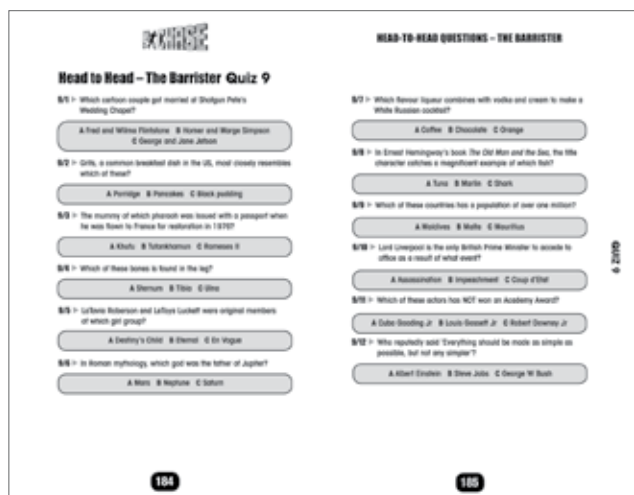 THE CHASE
Head to Head – The Barrister Quiz 9
9/1 ▷ Which cartoon couple got married at Shotgun Pete's
Wedding Chapel?
A Fred and Wilma Flintstone B Homer and Marge Simpson
C George and Jane Jetson
9/2 ▷ Grits, a common breakfast dish in the US, most closely resembles
which of these?
A Porridge B Pancakes C Black pudding
9/3 ▷ The mummy of which pharaoh was issued with a passport when
he was flown to France for restoration in 1976?
A Khufu B Tutankhamun C Rameses II
9/4 ▷ Which of these bones is found in the leg?
A Sternum B Tibia C Ulna
9/5 ▷ LaTavia Roberson and LeToya Luckett were original members
of which girl group?
A Destiny's Child B Eternal C En Vogue
9/6 ▷ In Roman mythology, which god was the father of Jupiter?
A Mars B Neptune C Saturn
184
HEAD-TO-HEAD QUESTIONS – THE BARRISTER
9/7 ▷ Which flavour liqueur combines with vodka and cream to make a
White Russian cocktail?
A Coffee B Chocolate C Orange
9/8 ▷ In Ernest Hemingway's book The Old Man and the Sea, the title
character catches a magnificent example of which fish?
A Tuna B Marlin C Shark
9/9 ▷ Which of these countries has a population of over one million?
A Maldives B Malta C Mauritius
9/10 ▷ Lord Liverpool is the only British Prime Minister to accede to
office as a result of what event?
A Assassination B Impeachment C Coup d'État
9/11 ▷ Which of these actors has NOT won an Academy Award?
A Cuba Gooding Jr B Louis Gossett Jr C Robert Downey Jr
9/12 ▷ Who reputedly said 'Everything should be made as simple as
possible, but not any simpler'?
A Albert Einstein B Steve Jobs C George W Bush
QUIZ 9
185